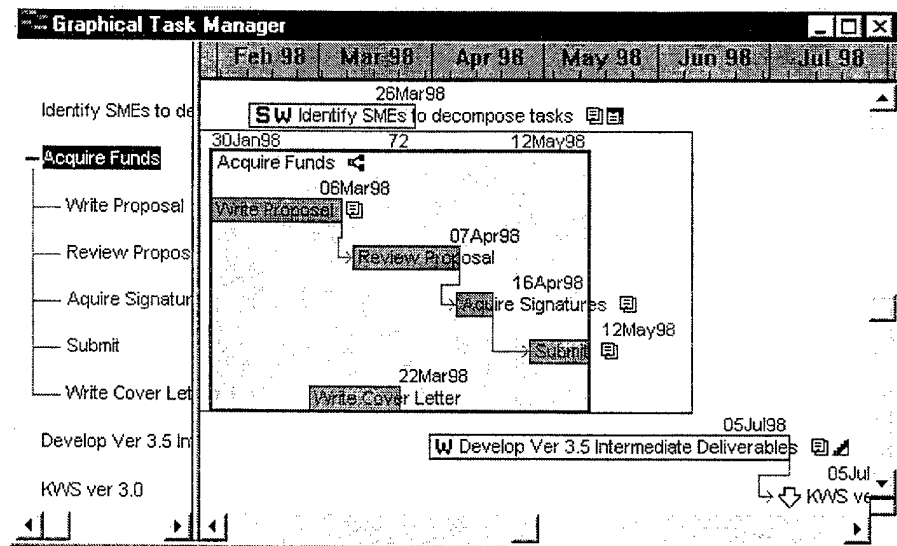 Graphical Task Manager
Feb 98 Mar 98 Apr 98 May 98 Jun 98 Jul 98
26Mar98
Identify SMEs to de
S W Identify SMEs to decompose tasks
30Jan98 72 12May98
Acquire Funds
Acquire Funds
06Mar98
Write Proposal
Write Proposal
07Apr98
Review Propos
Review Proposal
16Apr98
Aquire Signatur
Aquire Signatures
12May98
Submit
Submit
22Mar98
Write Cover Let
Write Cover Letter
05Jul98
Develop Ver 3.5 In
W Develop Ver 3.5 Intermediate Deliverables
05Jul
KWS ver 3.0
KWS ve